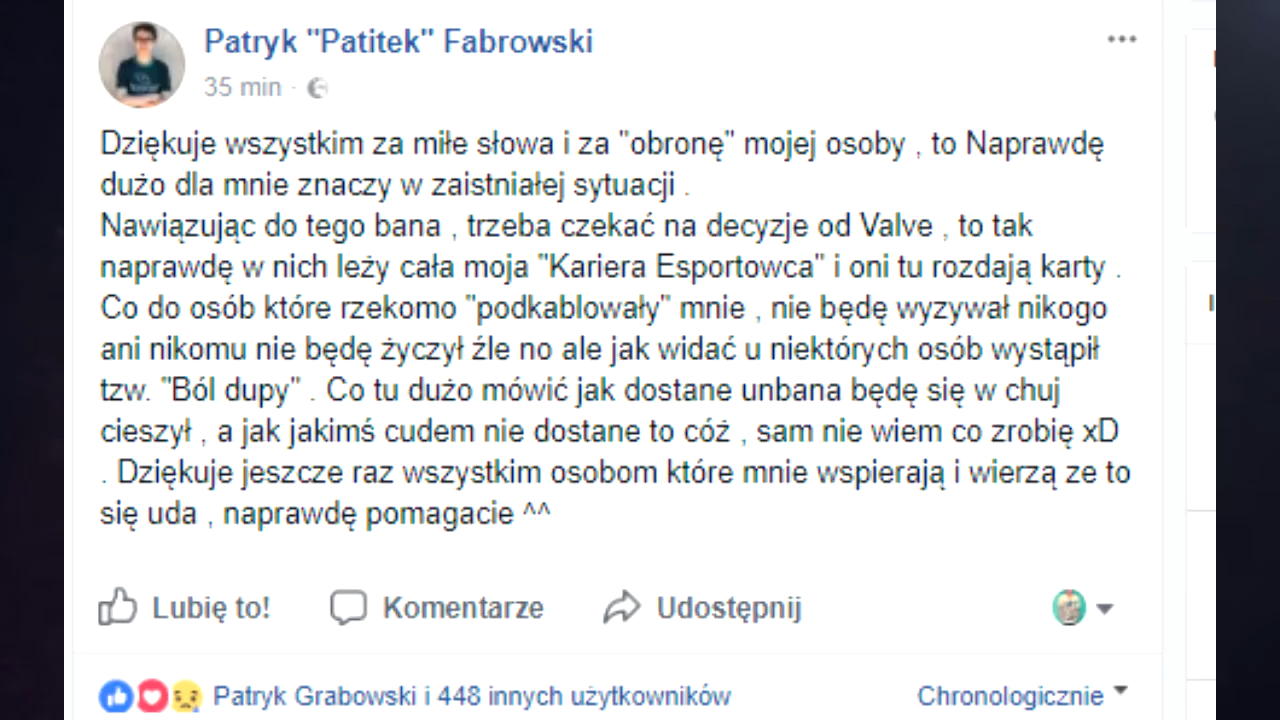 Patryk "Patitek" Fabrowski
35 min ·
Dziękuje wszystkim za miłe słowa i za "obronę" mojej osoby , to Naprawdę
dużo dla mnie znaczy w zaistniałej sytuacji .
Nawiązując do tego bana , trzeba czekać na decyzje od Valve , to tak
naprawdę w nich leży cała moja "Kariera Esportowca" i oni tu rozdają karty .
Co do osób które rzekomo "podkablowały" mnie , nie będę wyzywał nikogo
ani nikomu nie będę życzył źle no ale jak widać u niektórych osób wystąpił
tzw. "Ból dupy" . Co tu dużo mówić jak dostane unbana będę się w chuj
cieszył , a jak jakimś cudem nie dostane to cóż , sam nie wiem co zrobię xD
. Dziękuje jeszcze raz wszystkim osobom które mnie wspierają i wierzą ze to
się uda , naprawdę pomagacie ^^
Lubię to! Komentarze Udostępnij
Patryk Grabowski i 448 innych użytkowników Chronologicznie